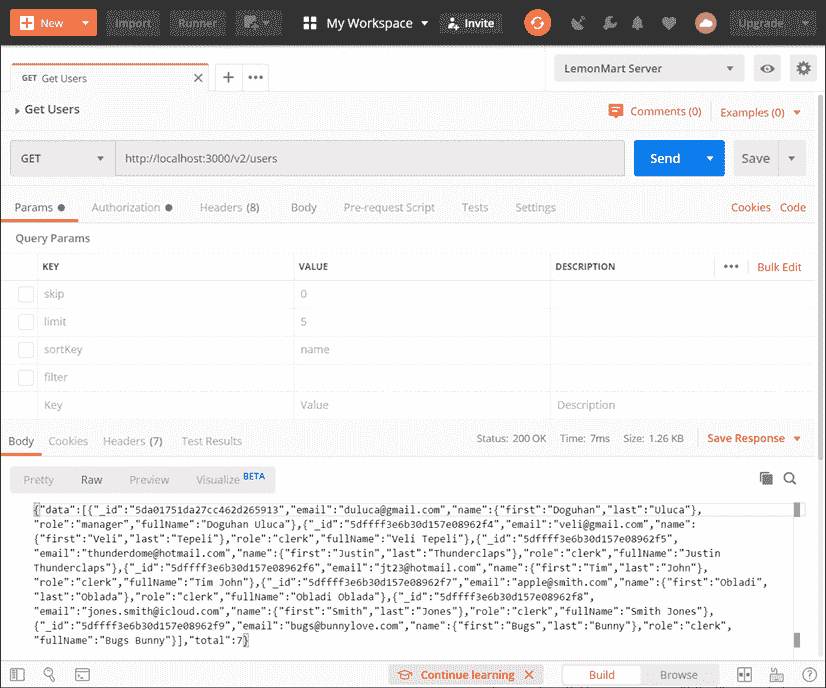 New Import Runner My Workspace Invite Upgrade
GET Get Users LemonMart Server
Get Users Comments (0) Examples (0)
GET http://localhost:3000/v2/users Send Save
Params Authorization Headers (8) Body Pre-request Script Tests Settings Cookies Code
Query Params
KEY VALUE DESCRIPTION Bulk Edit
skip 0
limit 5
sortKey name
filter
Key Value Description
Body Cookies Headers (7) Test Results Status: 200 OK Time: 7ms Size: 1.26 KB Save Response
Pretty Raw Preview Visualize BETA
{"data":[{"_id":"5da01751da27cc462d265913","email":"duluca@gmail.com","name":{"first":"Doguhan","last":"Uluca"},
"role":"manager","fullName":"Doguhan Uluca"},{"_id":"5dffff3e6b30d157e08962f4","email":"veli@gmail.com","name":
{"first":"Veli","last":"Tepeli"},"role":"clerk","fullName":"Veli Tepeli"},{"_id":"5dffff3e6b30d157e08962f5",
"email":"thunderdome@hotmail.com","name":{"first":"Justin","last":"Thunderclaps"},"role":"clerk","fullName":"Justin
Thunderclaps"},{"_id":"5dffff3e6b30d157e08962f6","email":"jt23@hotmail.com","name":{"first":"Tim","last":"John"},
"role":"clerk","fullName":"Tim John"},{"_id":"5dffff3e6b30d157e08962f7","email":"apple@smith.com","name":{"first":"Obladi",
"last":"Oblada"},"role":"clerk","fullName":"Obladi Oblada"},{"_id":"5dffff3e6b30d157e08962f8",
"email":"jones.smith@icloud.com","name":{"first":"Smith","last":"Jones"},"role":"clerk","fullName":"Smith Jones"},
{"_id":"5dffff3e6b30d157e08962f9","email":"bugs@bunnylove.com","name":{"first":"Bugs","last":"Bunny"},"role":"clerk",
"fullName":"Bugs Bunny"}],"total":7}
Continue learning Build Browse